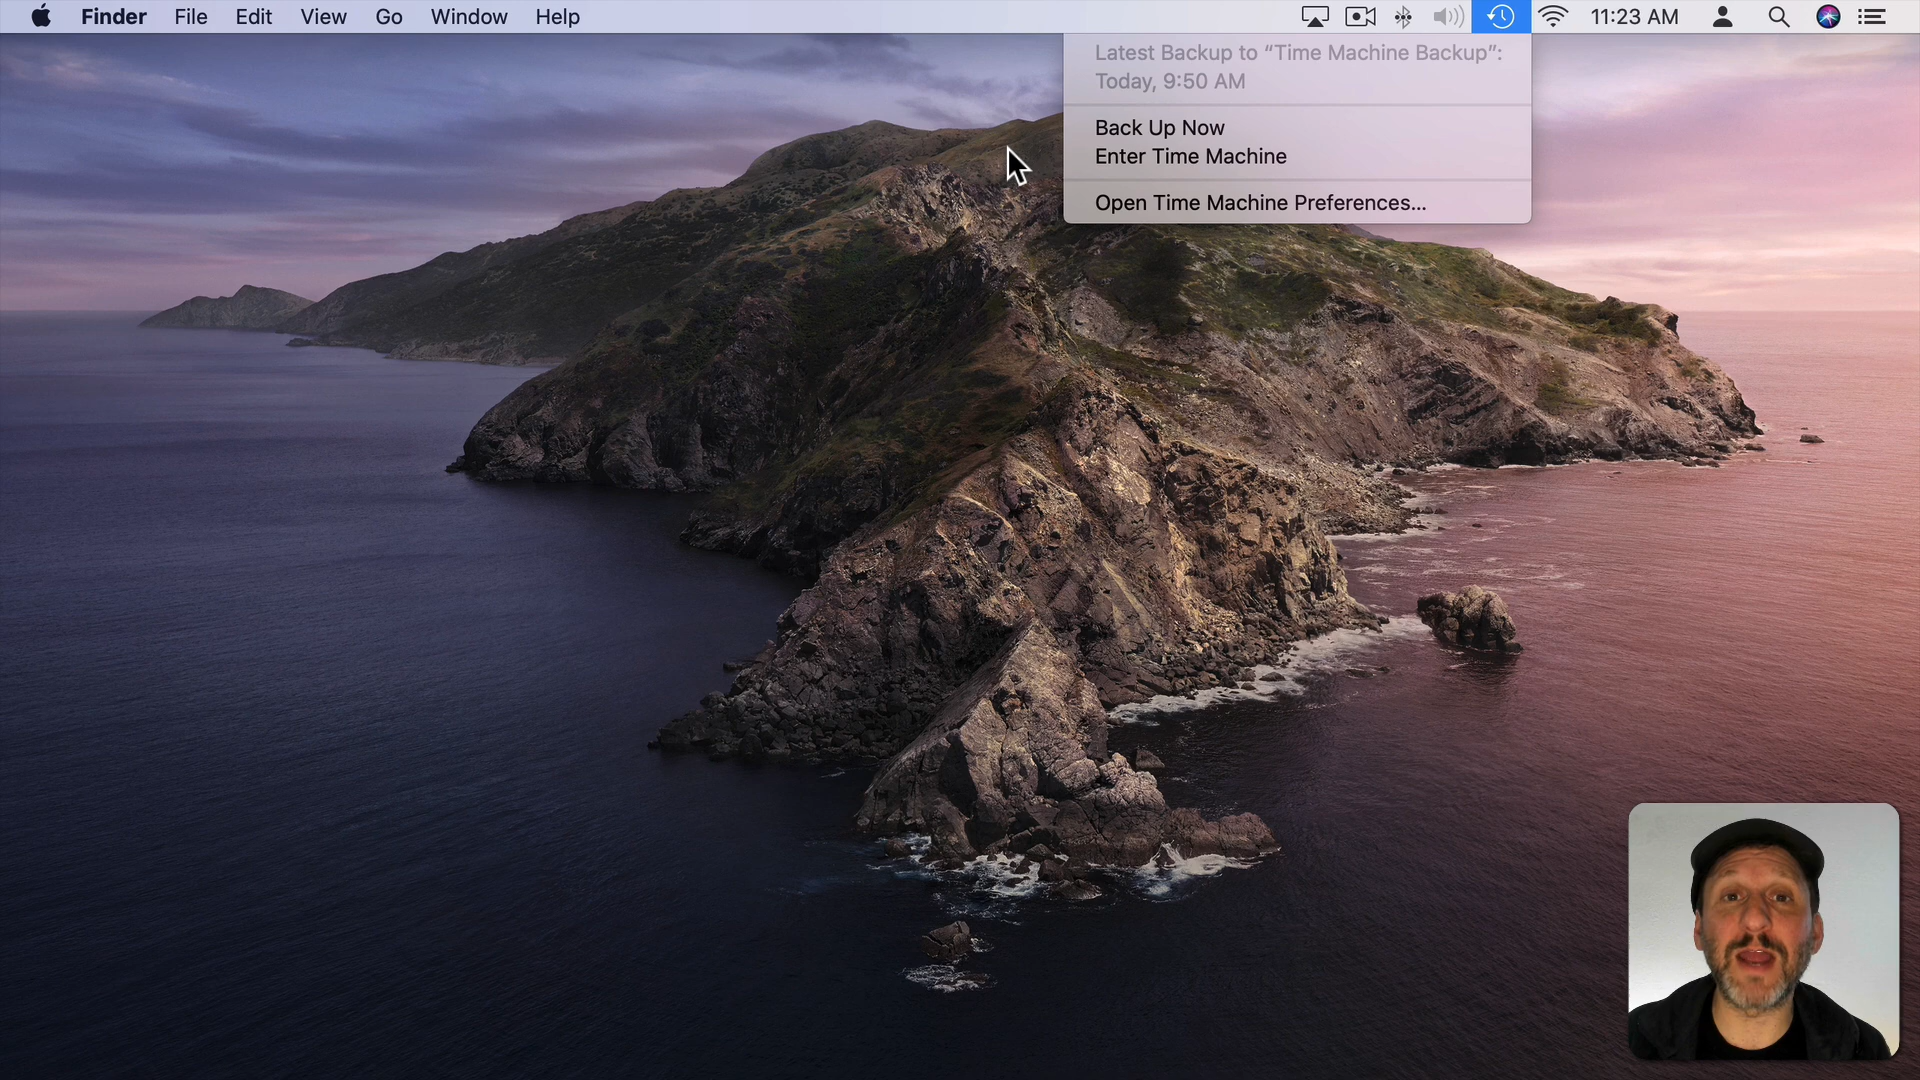 Finder File Edit View Go Window Help 11:23 AM
Latest Backup to “Time Machine Backup”:
Today, 9:50 AM
Back Up Now
Enter Time Machine
Open Time Machine Preferences...